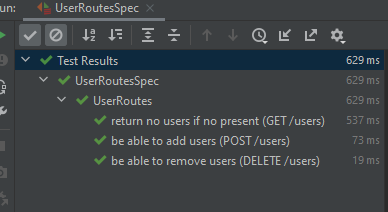 un: UserRoutesSpec
Test Results 629 ms
UserRoutesSpec 629 ms
UserRoutes 629 ms
return no users if no present (GET /users) 537 ms
be able to add users (POST /users) 73 ms
be able to remove users (DELETE /users) 19 ms